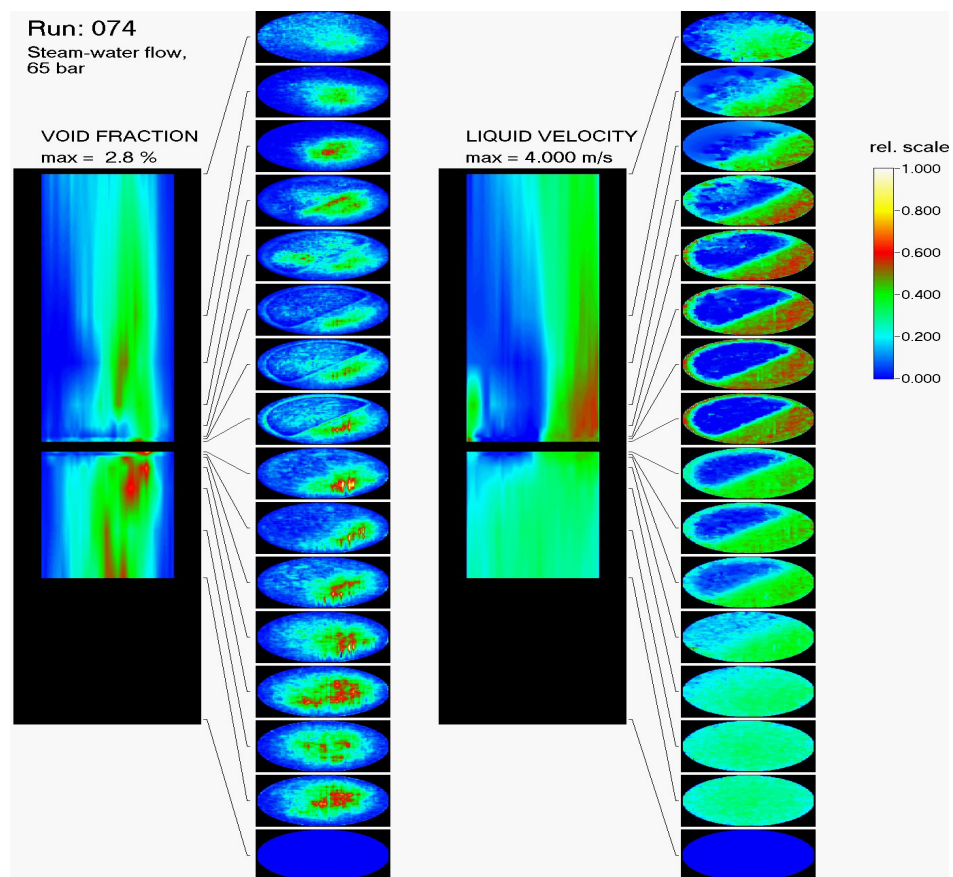 Run: 074
Steam-water flow,
65 bar
VOID FRACTION
max =  2.8 %
LIQUID VELOCITY
max = 4.000 m/s
rel. scale
1.000
0.800
0.600
0.400
0.200
0.000